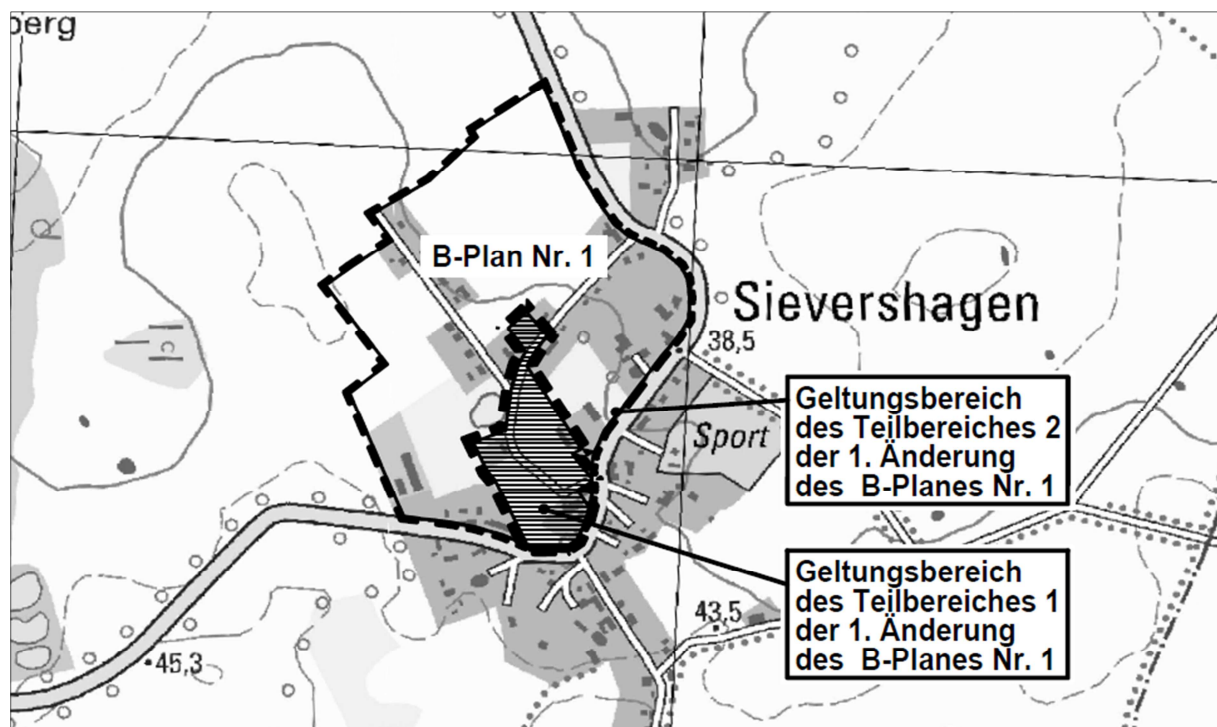 berg
B-Plan Nr. 1
Sievershagen
38,5
Geltungsbereich
des Teilbereiches 2
der 1. Änderung
des B-Planes Nr. 1
Sport
Geltungsbereich
des Teilbereiches 1
der 1. Änderung
des B-Planes Nr. 1
43,5
45,3